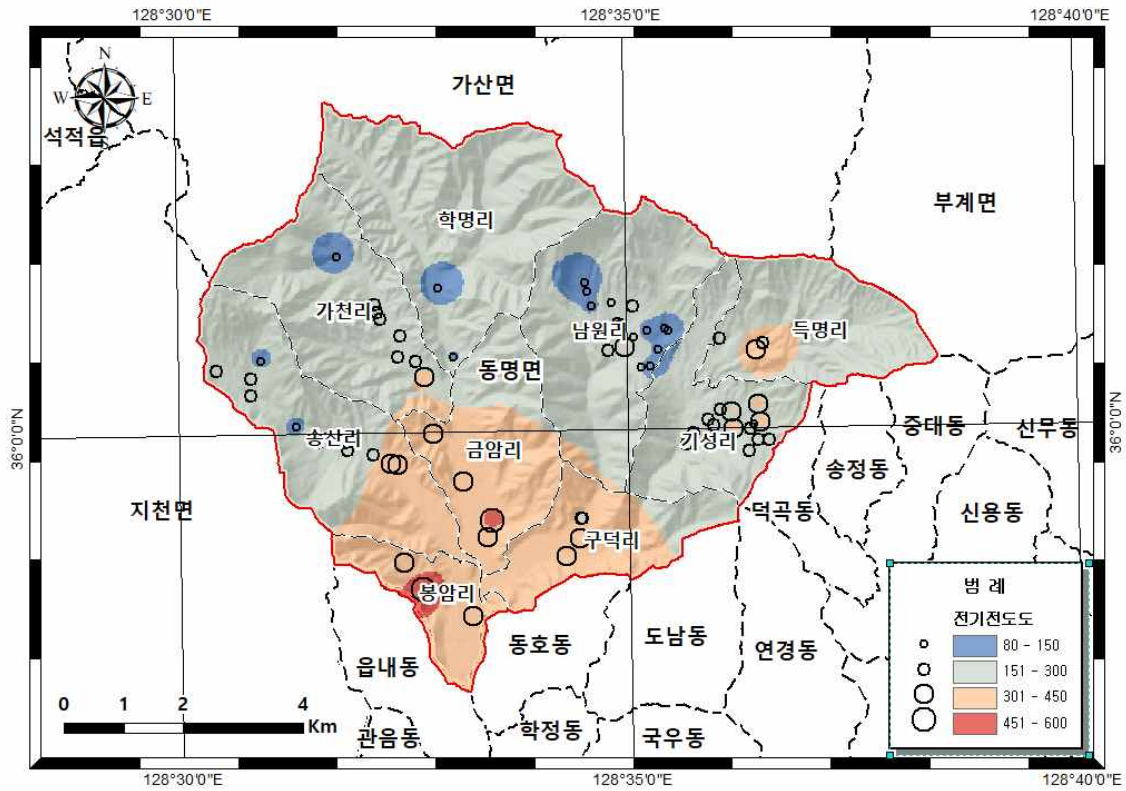 128°30'0"E 128°35'0"E 128°40'0"E
N
W E
S
가산면
석적읍
부계면
학명리
가천리
남원리
득명리
동명면
36°0'0"N
송산리
금암리
기성리
중대동
신무동
36°0'0"N
송정동
지천면
덕곡동
신용동
구덕리
봉암리
읍내동
동호동
도남동
연경동
관음동
학정동
국우동
0 1 2 4
Km
범 례
전기전도도
80 - 150
151 - 300
301 - 450
451 - 600
128°30'0"E 128°35'0"E 128°40'0"E